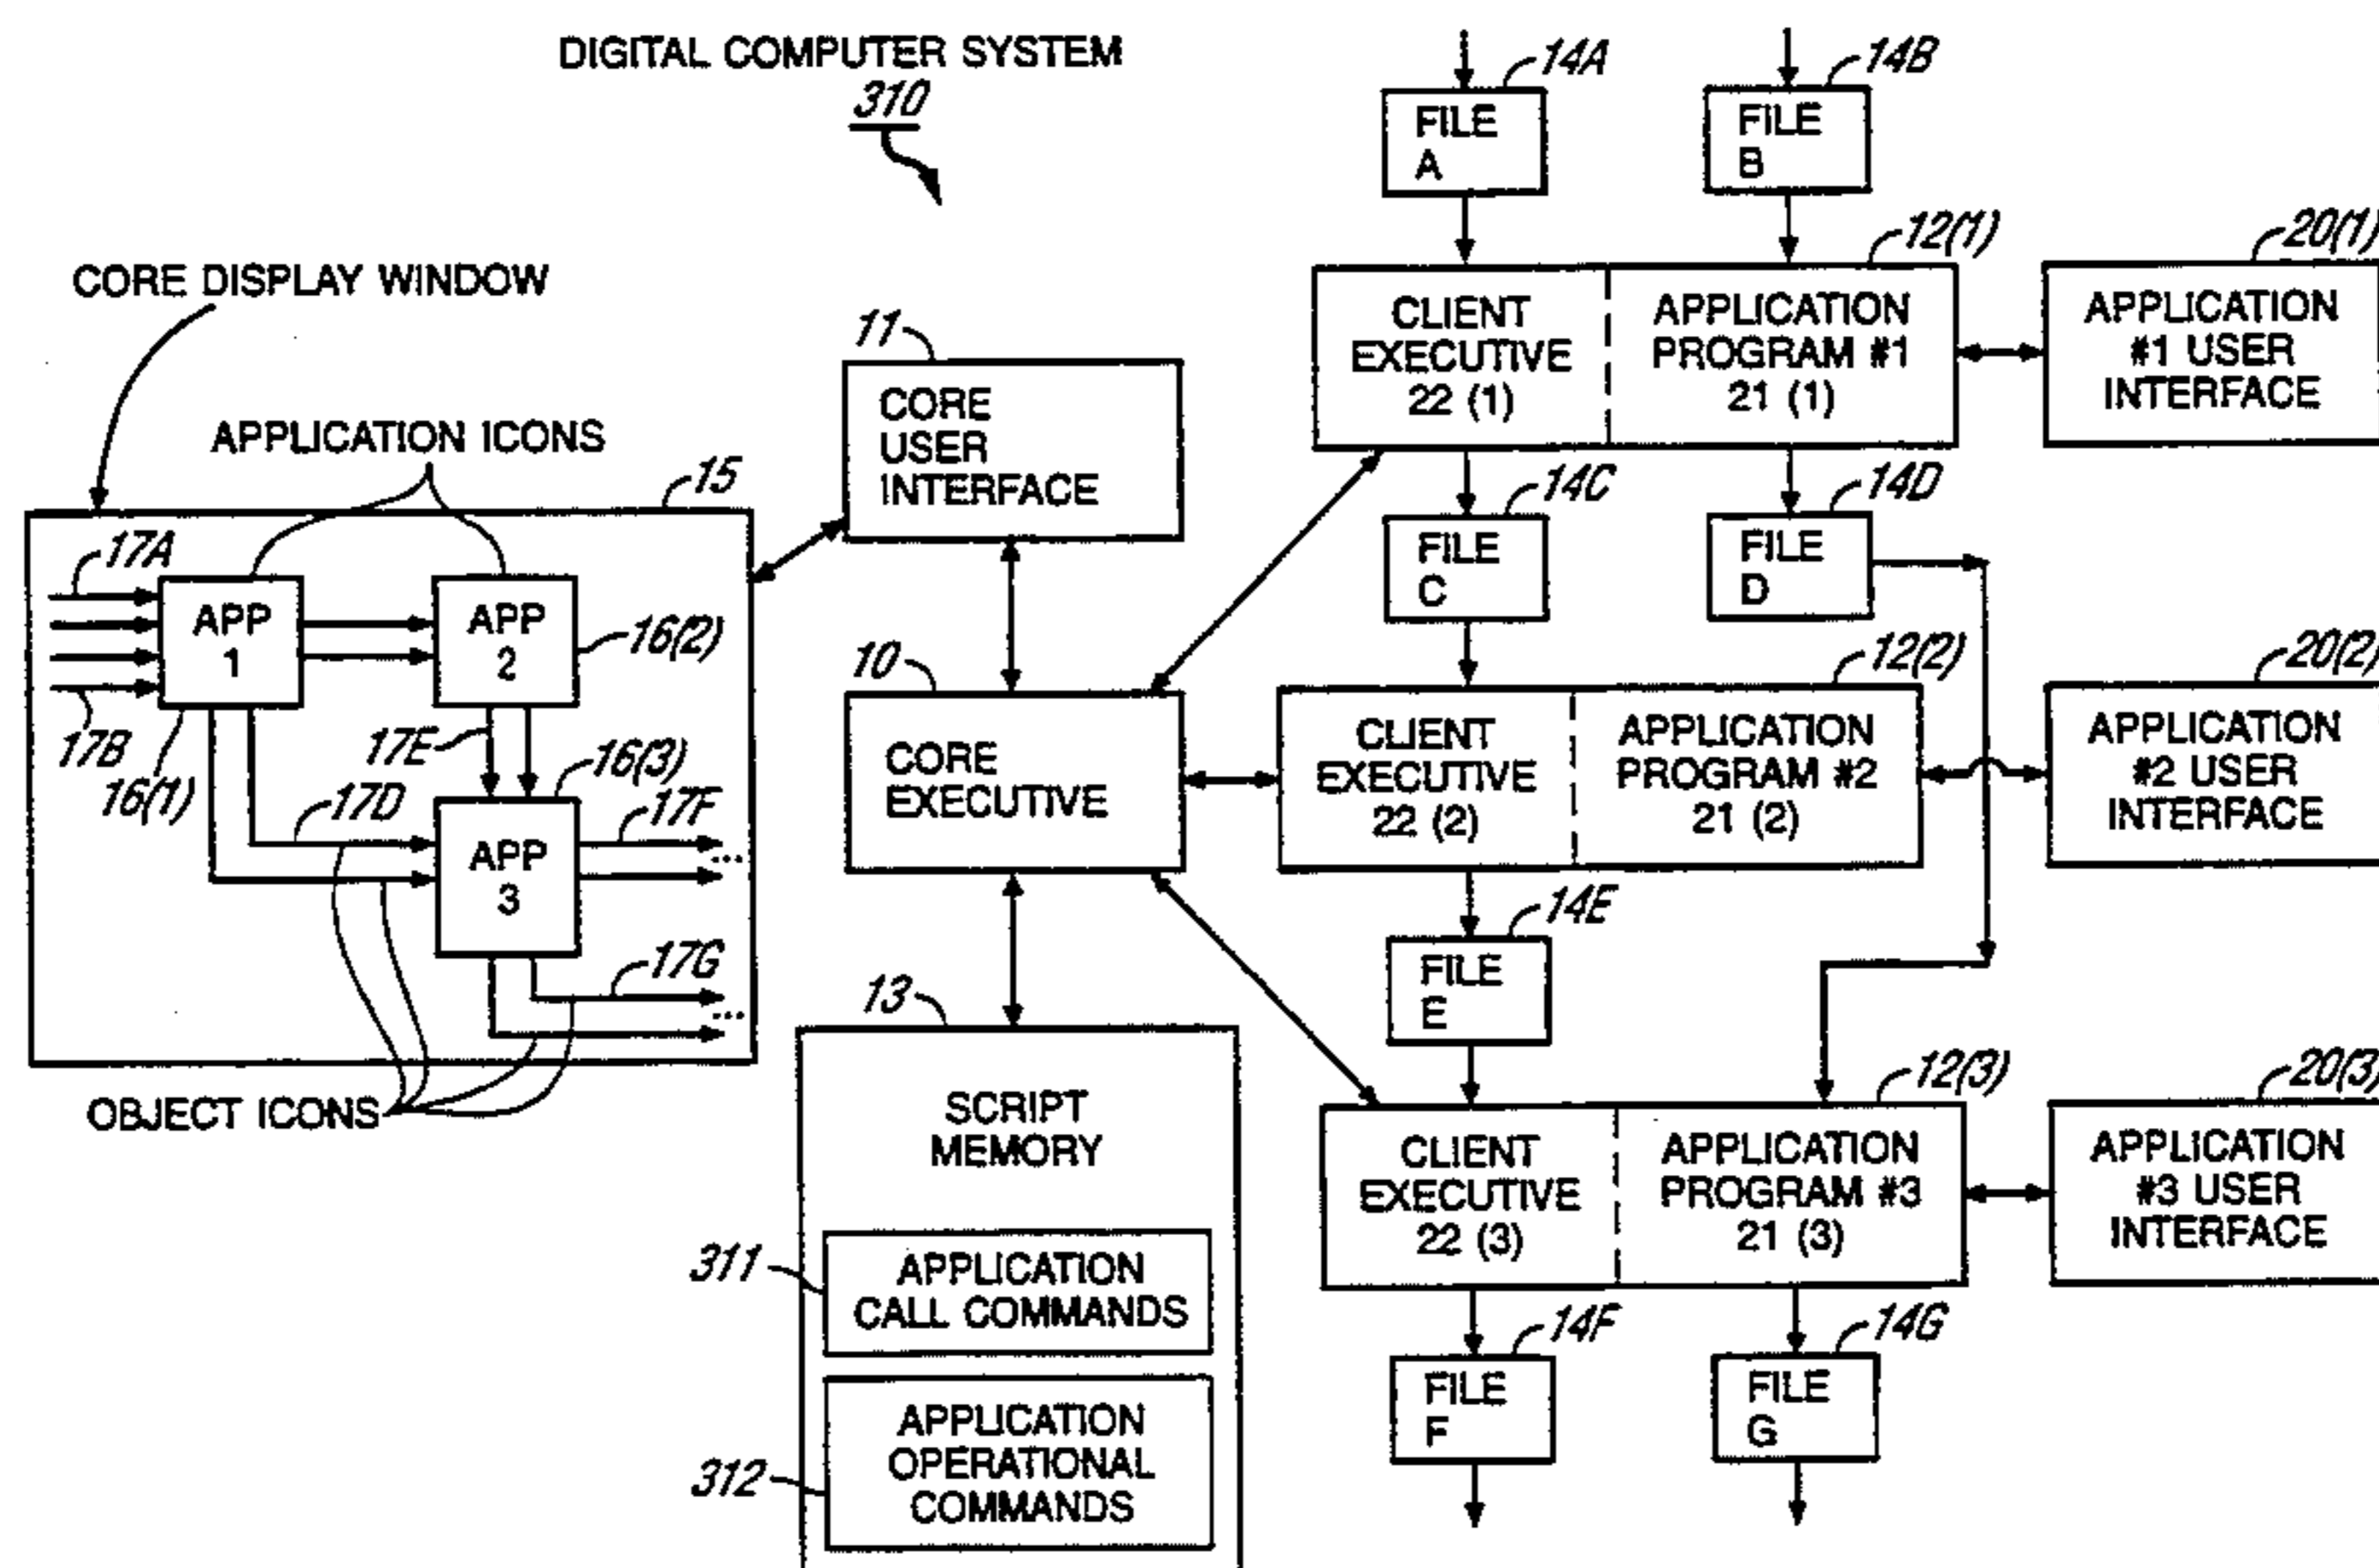 DIGITAL COMPUTER SYSTEM
310
14A
14B
FILE
A
FILE
B
CORE DISPLAY WINDOW
12(1)
20(1)
11
CLIENT
EXECUTIVE
22 (1)
APPLICATION
PROGRAM #1
21 (1)
APPLICATION
#1 USER
INTERFACE
APPLICATION ICONS
CORE
USER
INTERFACE
15
14C
14D
17A
FILE
C
FILE
D
APP
1
APP
2
16(2)
10
12(2)
20(2)
17B
17E
16(3)
16(1)
17D
17F
CORE
EXECUTIVE
CLIENT
EXECUTIVE
22 (2)
APPLICATION
PROGRAM #2
21 (2)
APPLICATION
#2 USER
INTERFACE
...
APP
3
14E
17G
FILE
E
13
...
OBJECT ICONS
SCRIPT
MEMORY
12(3)
20(3)
CLIENT
EXECUTIVE
22 (3)
APPLICATION
PROGRAM #3
21 (3)
APPLICATION
#3 USER
INTERFACE
311
APPLICATION
CALL COMMANDS
14F
14G
FILE
F
FILE
G
312
APPLICATION
OPERATIONAL
COMMANDS